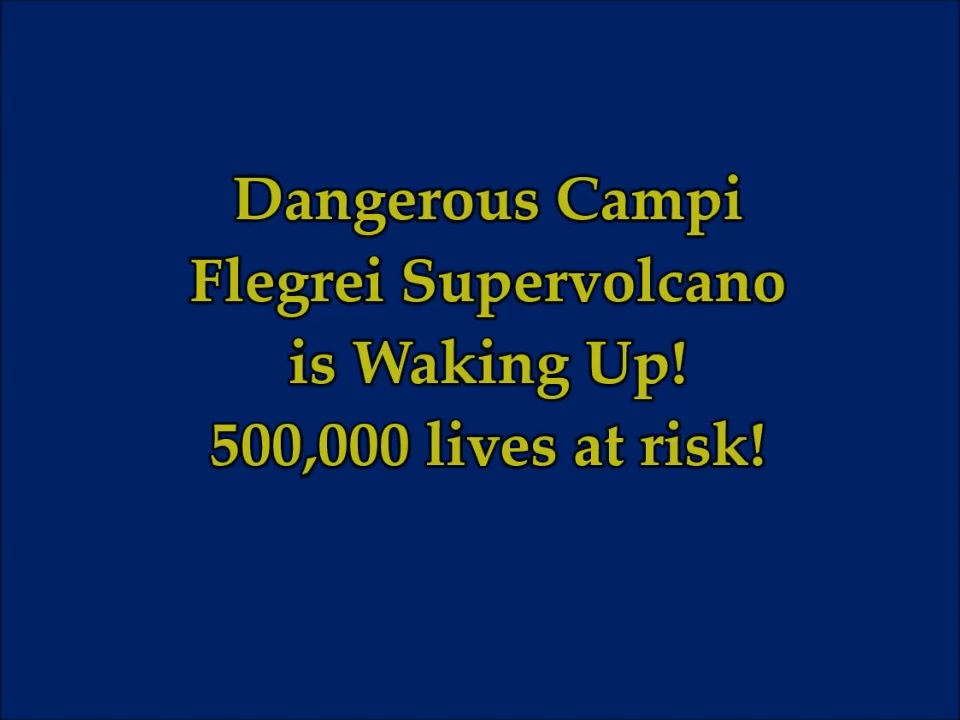 Dangerous Campi
Flegrei Supervolcano
is Waking Up!
500,000 lives at risk!